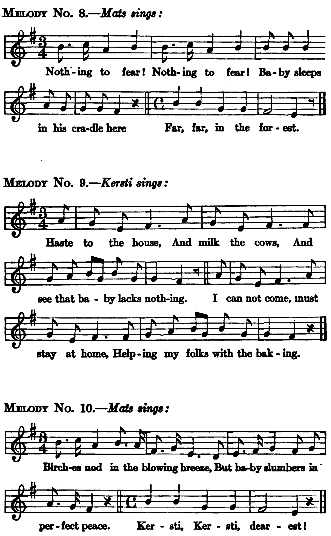 MELODY No. 8.—Mats sings:
Noth-ing to fear! Noth-ing to fear! Ba-by sleeps
in his cra-dle here Far, far, in the for-est.
MELODY No. 9.—Kersti sings:
Haste to the house, And milk the cows, And
see that ba-by lacks noth-ing. I can not come, must
stay at home, Help-ing my folks with the bak-ing.
MELODY No. 10.—Mats sings:
Birch-es nod in the blowing breeze, But ba-by slumbers in
per-fect peace. Ker-sti, Ker-sti, dear-est!